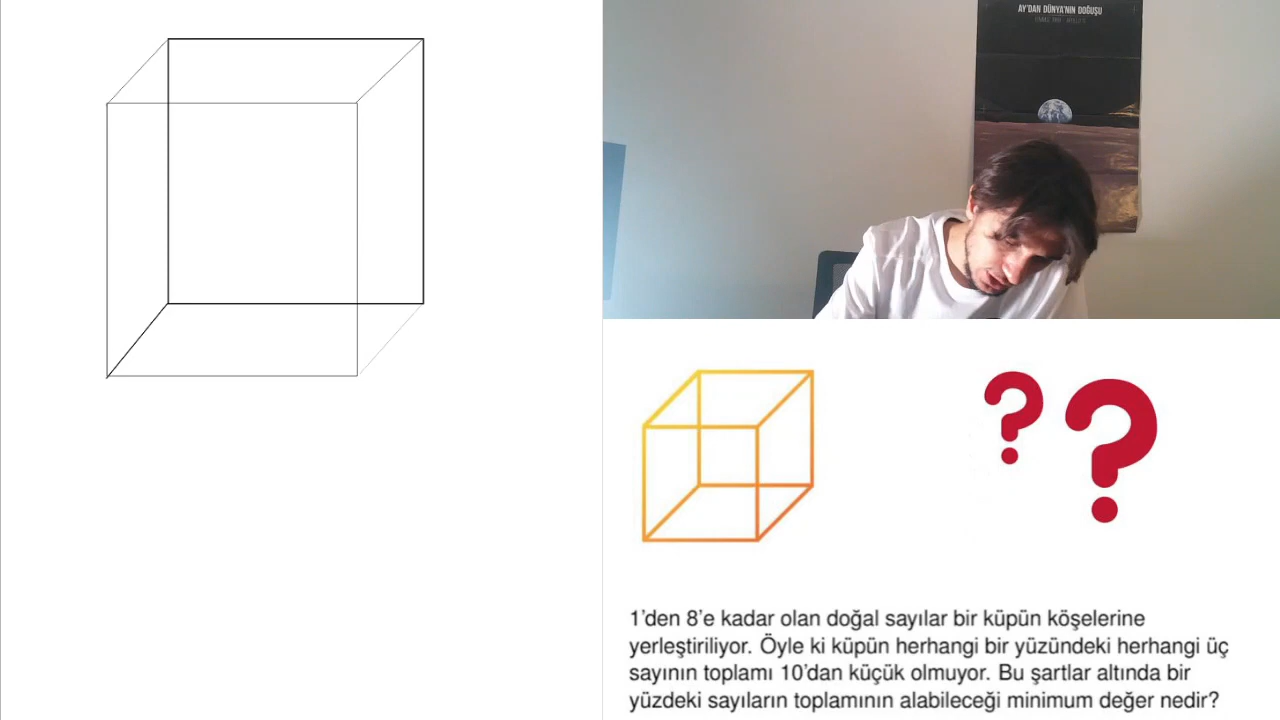 AY'DAN DÜNYA'NIN DOĞUŞU
1'den 8'e kadar olan doğal sayılar bir küpün köşelerine
yerleştiriliyor. Öyle ki küpün herhangi bir yüzündeki herhangi üç
sayının toplamı 10'dan küçük olmuyor. Bu şartlar altında bir
yüzdeki sayıların toplamının alabileceği minimum değer nedir?